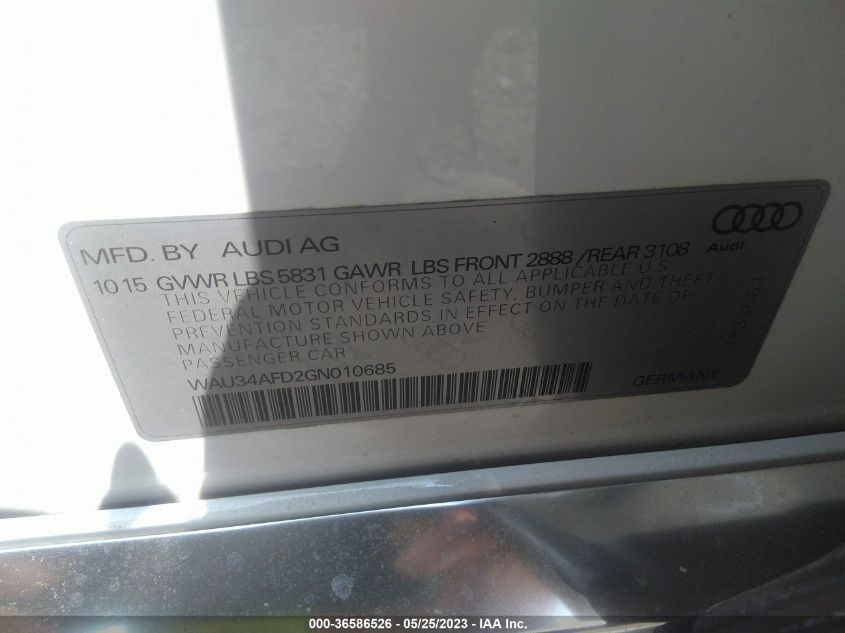 MFD. BY AUDI AG
Audi
1015 GVWR LBS 5831 GAWR LBS FRONT 2888 /REAR 3108
THIS VEHICLE CONFORMS TO ALL APPLICABLE U S
FEDERAL MOTOR VEHICLE SAFETY, BUMPER AND THEFT
PREVENTION STANDARDS IN EFFECT ON THE DATE OF
MANUFACTURE SHOWN ABOVE
PASSENGER CAR
WAU34AFD2GN010685
GERMANY
000-36586526 - 05/25/2023 - © IAA Inc.